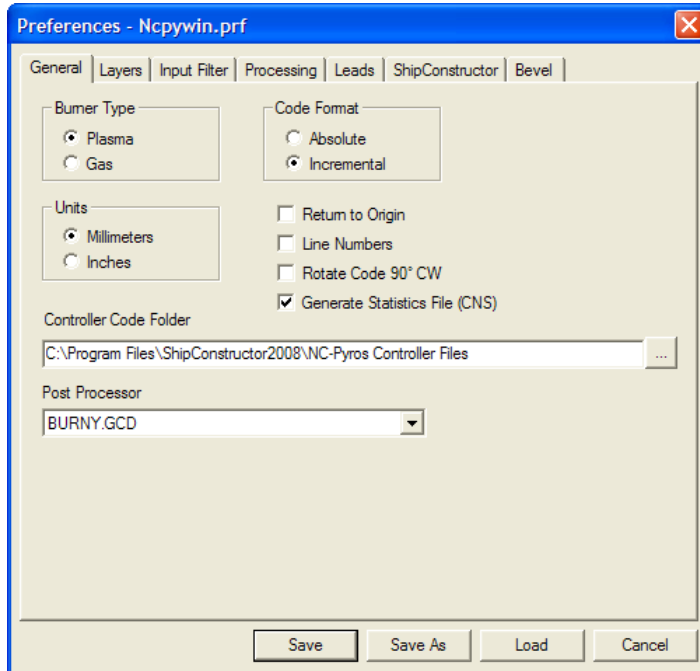 Preferences - Ncpywin.prf
General Layers Input Filter Processing Leads ShipConstructor Bevel
Burner Type
Plasma
Gas
Code Format
Absolute
Incremental
Units
Millimeters
Inches
Return to Origin
Line Numbers
Rotate Code 90° CW
Generate Statistics File (CNS)
Controller Code Folder
C:\Program Files\ShipConstructor2008\NC-Pyros Controller Files
...
Post Processor
BURNY.GCD
Save Save As Load Cancel